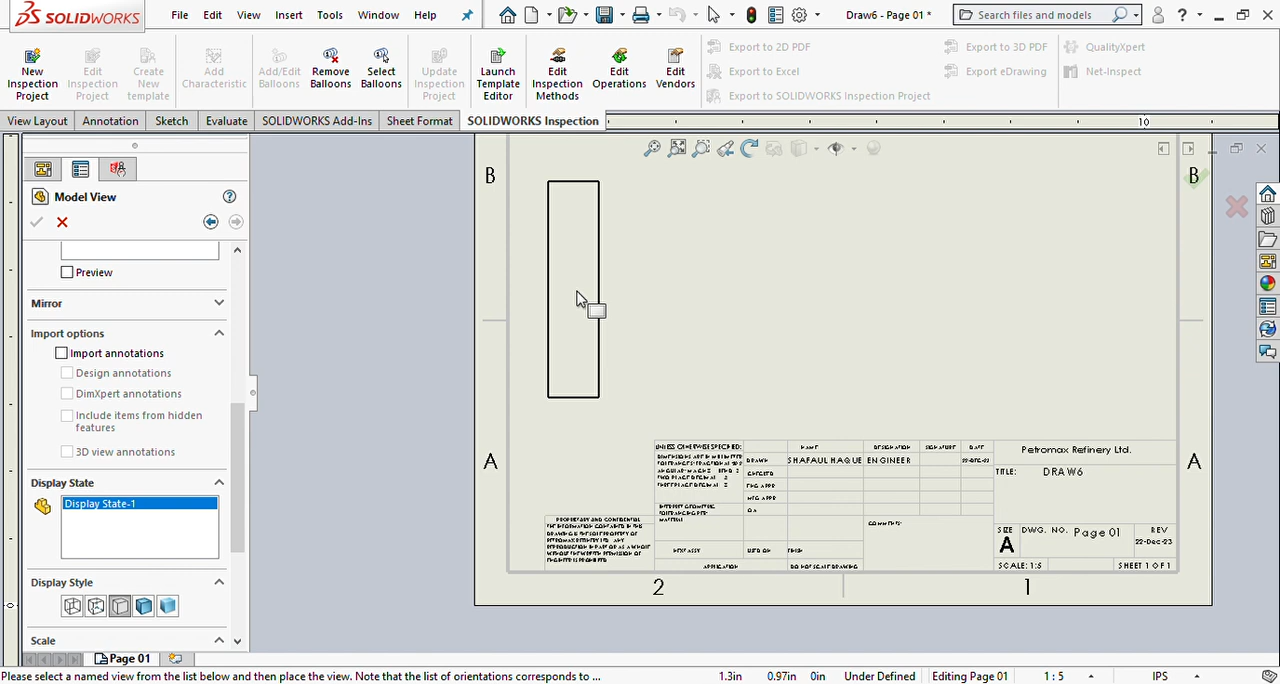 SOLIDWORKS File Edit View Insert Tools Window Help Draw6 - Page 01 * Search files and models ?
New Inspection Project
Edit Inspection Project
Create New template
Add Characteristic
Add/Edit Balloons
Remove Balloons
Select Balloons
Update Inspection Project
Launch Template Editor
Edit Inspection Methods
Edit Operations
Edit Vendors
Export to 2D PDF
Export to Excel
Export to SOLIDWORKS Inspection Project
Export to 3D PDF
Export eDrawing
QualityXpert
Net-Inspect
View Layout Annotation Sketch Evaluate SOLIDWORKS Add-Ins Sheet Format SOLIDWORKS Inspection 10
Model View ?
Preview
Mirror
Import options
Import annotations
Design annotations
DimXpert annotations
Include items from hidden
features
3D view annotations
Display State
Display State-1
Display Style
Scale
B B
A A
2 1
UNLESS OTHERWISE SPECIFIED: NAME DESIGNATION SIGNATURE DATE
DRAWN SHAFAUL HAQUE ENGINEER 22-Dec-23
CHECKED
ENG APPR
MFG APPR
QA
COMMENTS:
MATERIAL
FINISH
NEXT ASSY USED ON
APPLICATION DO NOT SCALE DRAWING
PROPRIETARY AND CONFIDENTIAL
Petromax Refinery Ltd.
TITLE: DRAW6
SIZE DWG. NO. REV
A Page 01 22-Dec-23
SCALE: 1:5 SHEET 1 OF 1
Page 01
Please select a named view from the list below and then place the view. Note that the list of orientations corresponds to ... 1.3in 0.97in 0in Under Defined Editing Page 01 1 : 5 IPS